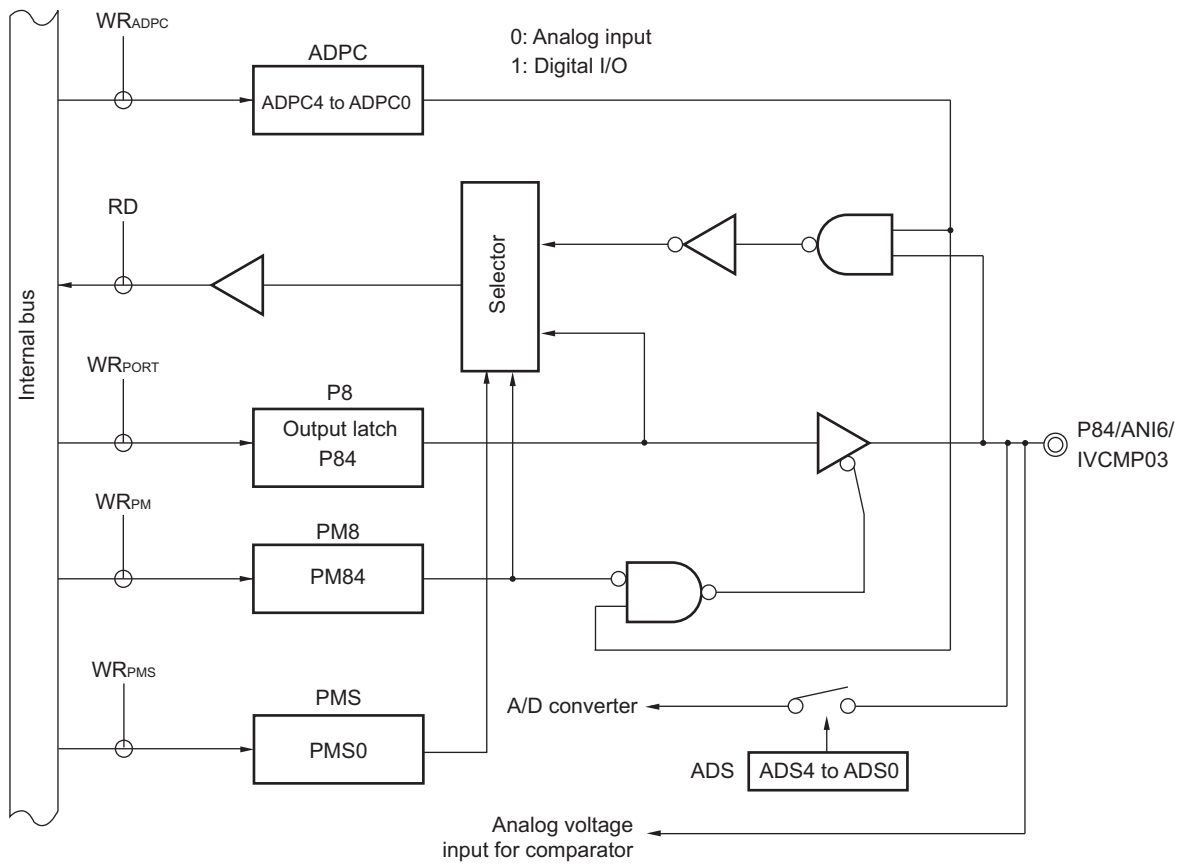 WRADPC
0: Analog input
1: Digital I/O
ADPC
ADPC4 to ADPC0
RD
Selector
Internal bus
WRPORT
P8
Output latch
P84
P84/ANI6/
IVCMP03
WRPM
PM8
PM84
WRPMS
PMS
PMS0
A/D converter
ADS
ADS4 to ADS0
Analog voltage
input for comparator